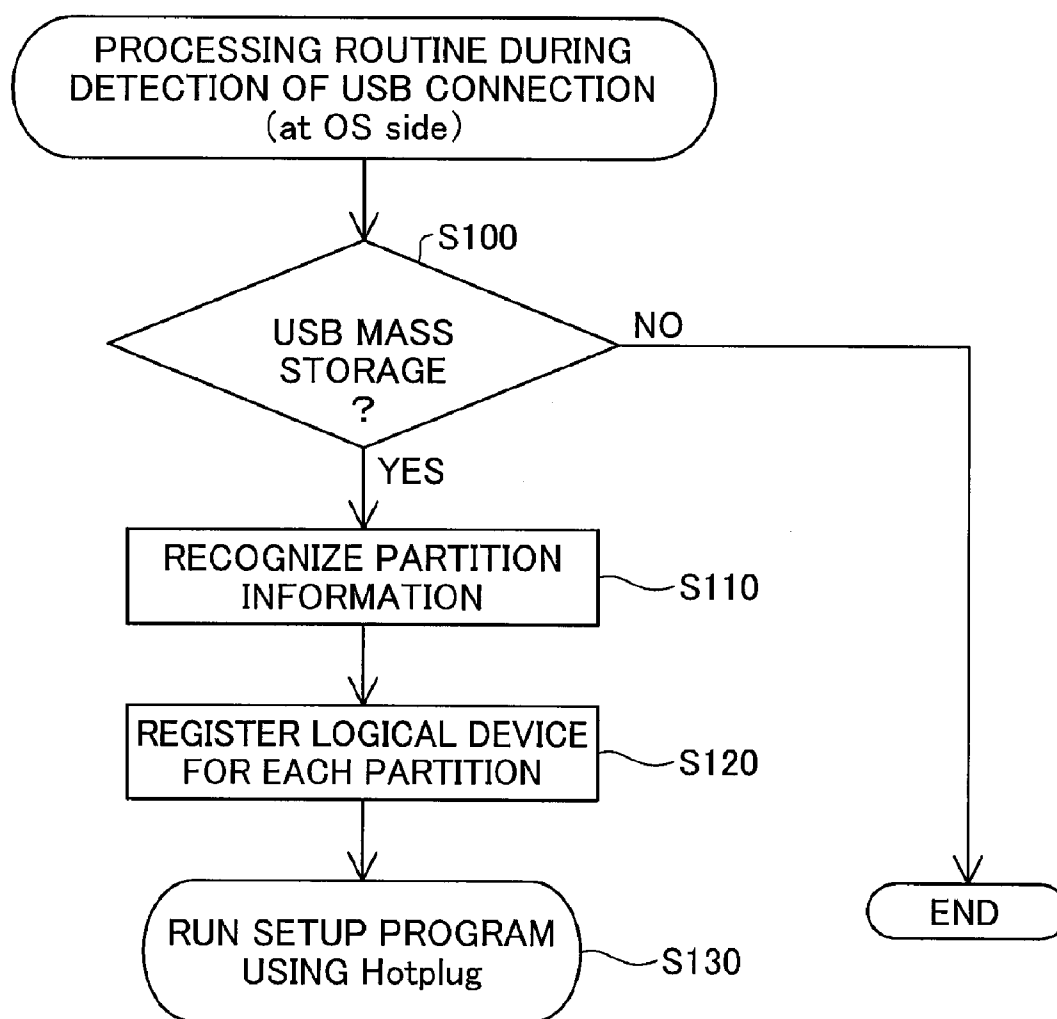 PROCESSING ROUTINE DURING
DETECTION OF USB CONNECTION
(at OS side)
S100
USB MASS
STORAGE
?
NO
YES
RECOGNIZE PARTITION
INFORMATION
S110
REGISTER LOGICAL DEVICE
FOR EACH PARTITION
S120
RUN SETUP PROGRAM
USING Hotplug
S130
END